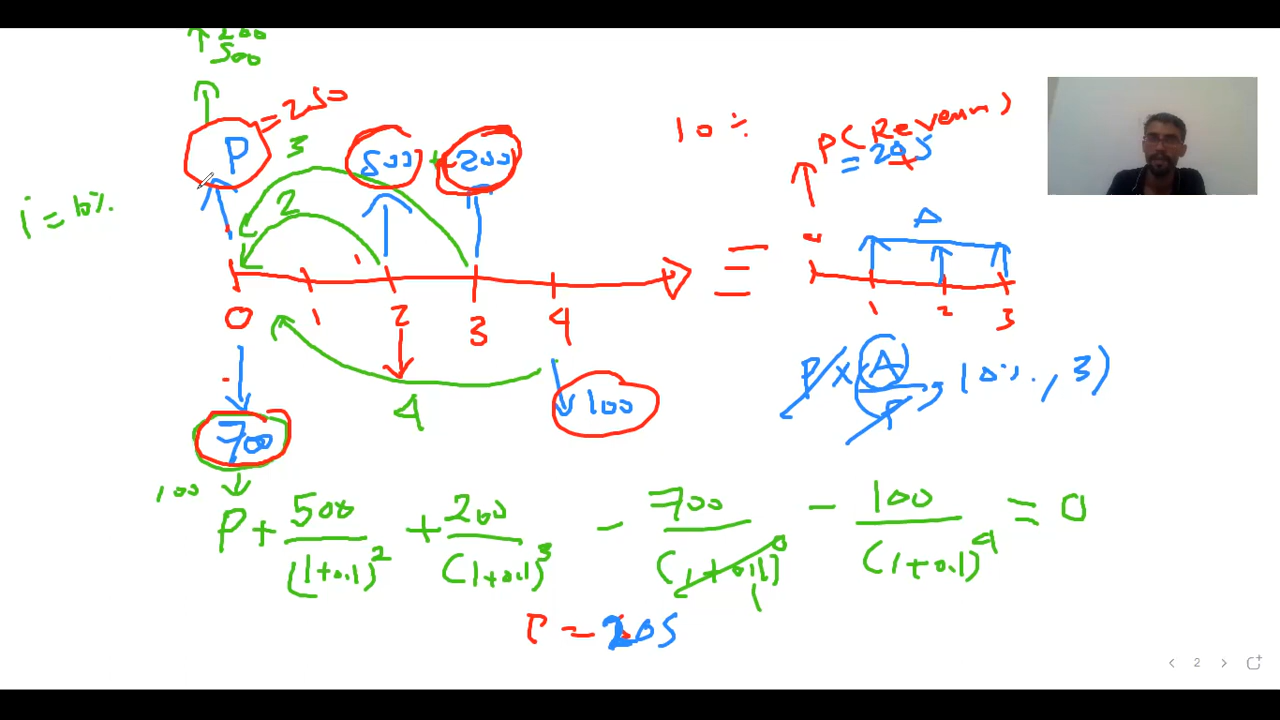 ↑ 200
500
P = 250
3
500 + 200
10 %
P (Revenue)
= 205
i = 10%
2
A
0 1 2 3 4
1 2 3
P × A/P, 10%, 3)
100
4
700
100
P + 500/(1+0.1)^2 + 200/(1+0.1)^3 - 700/(1+0.1)^0 - 100/(1+0.1)^4 = 0
1
P = 205
2